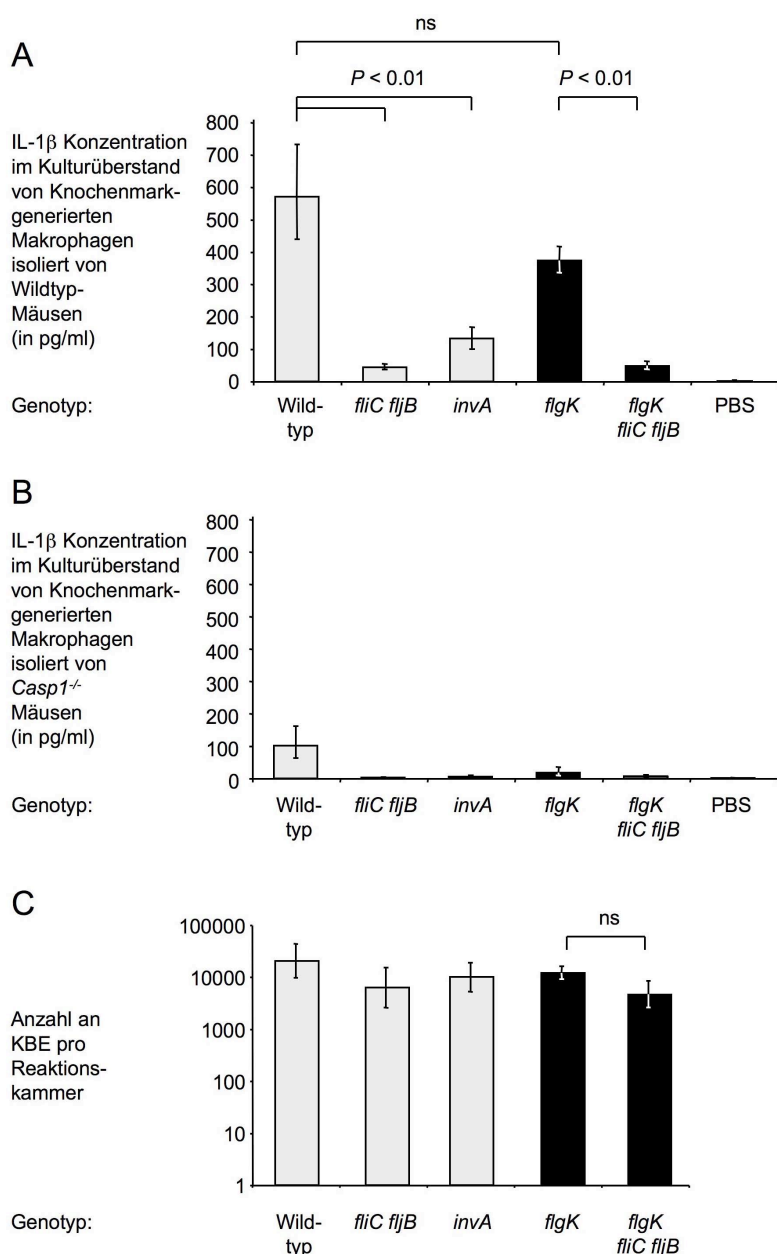 A
ns
P < 0.01
P < 0.01
IL-1β Konzentration
im Kulturüberstand
von Knochenmark-
generierten
Makrophagen
isoliert von
Wildtyp-
Mäusen
(in pg/ml)
800
700
600
500
400
300
200
100
0
Genotyp:
Wild-
typ
fliC fljB
invA
flgK
flgK
fliC fljB
PBS
B
IL-1β Konzentration
im Kulturüberstand
von Knochenmark-
generierten
Makrophagen
isoliert von
Casp1-/-
Mäusen
(in pg/ml)
800
700
600
500
400
300
200
100
0
Genotyp:
Wild-
typ
fliC fljB
invA
flgK
flgK
fliC fljB
PBS
C
ns
Anzahl an
KBE pro
Reaktions-
kammer
100000
10000
1000
100
10
1
Genotyp:
Wild-
typ
fliC fljB
invA
flgK
flgK
fliC fljB